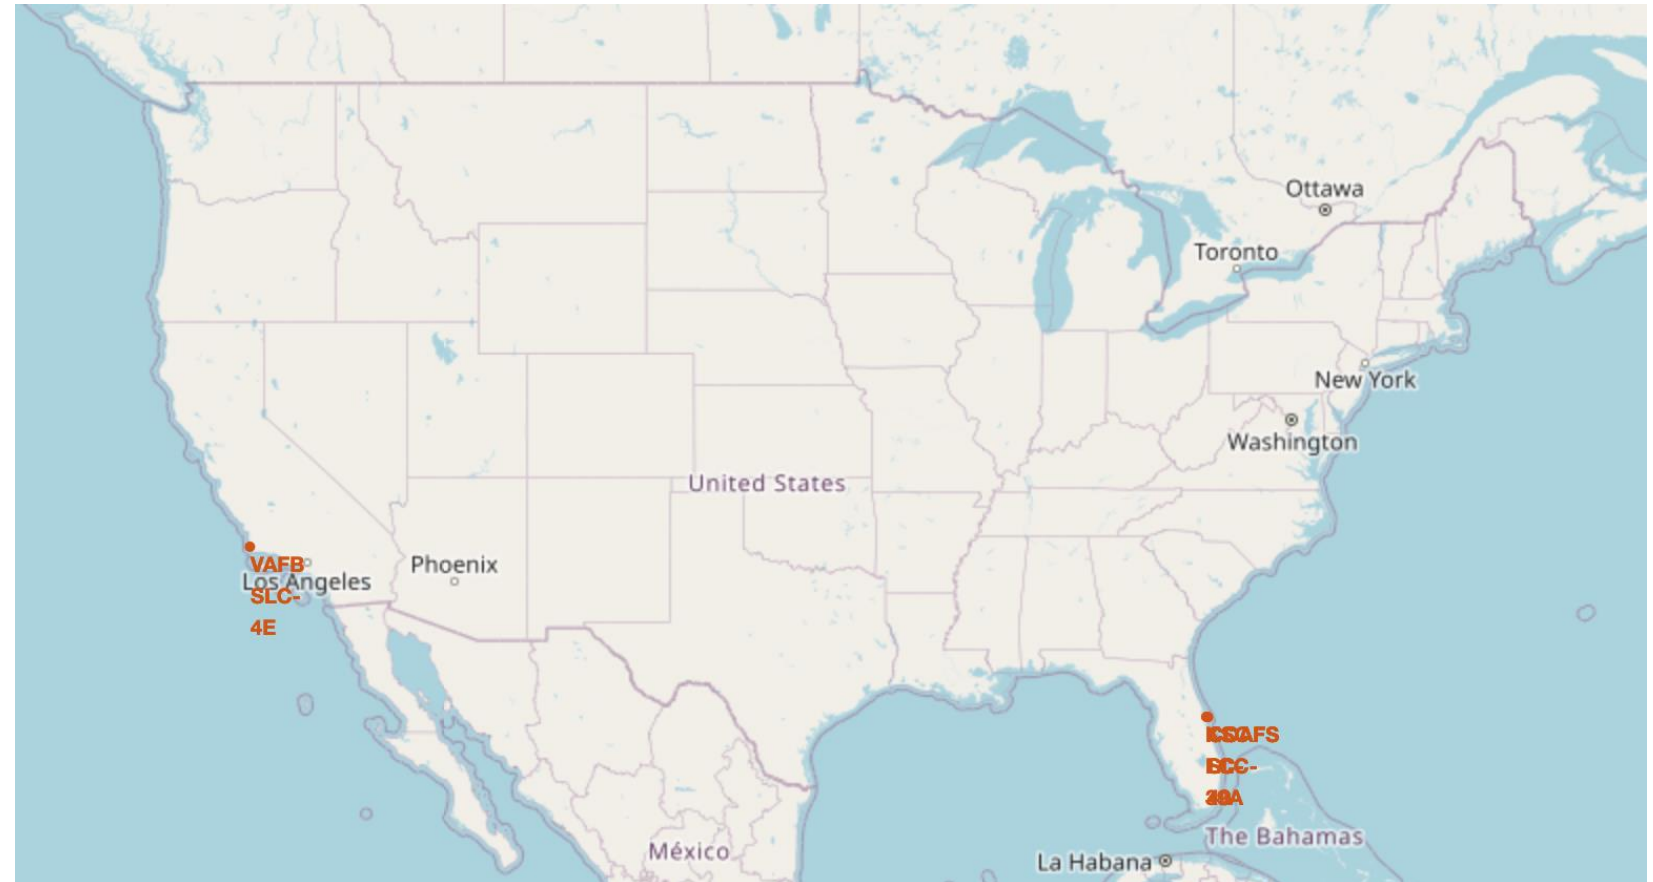 Ottawa
Toronto
New York
Washington
United States
Phoenix
VAFB
Los Angeles
SLC-
4E
México
La Habana
The Bahamas